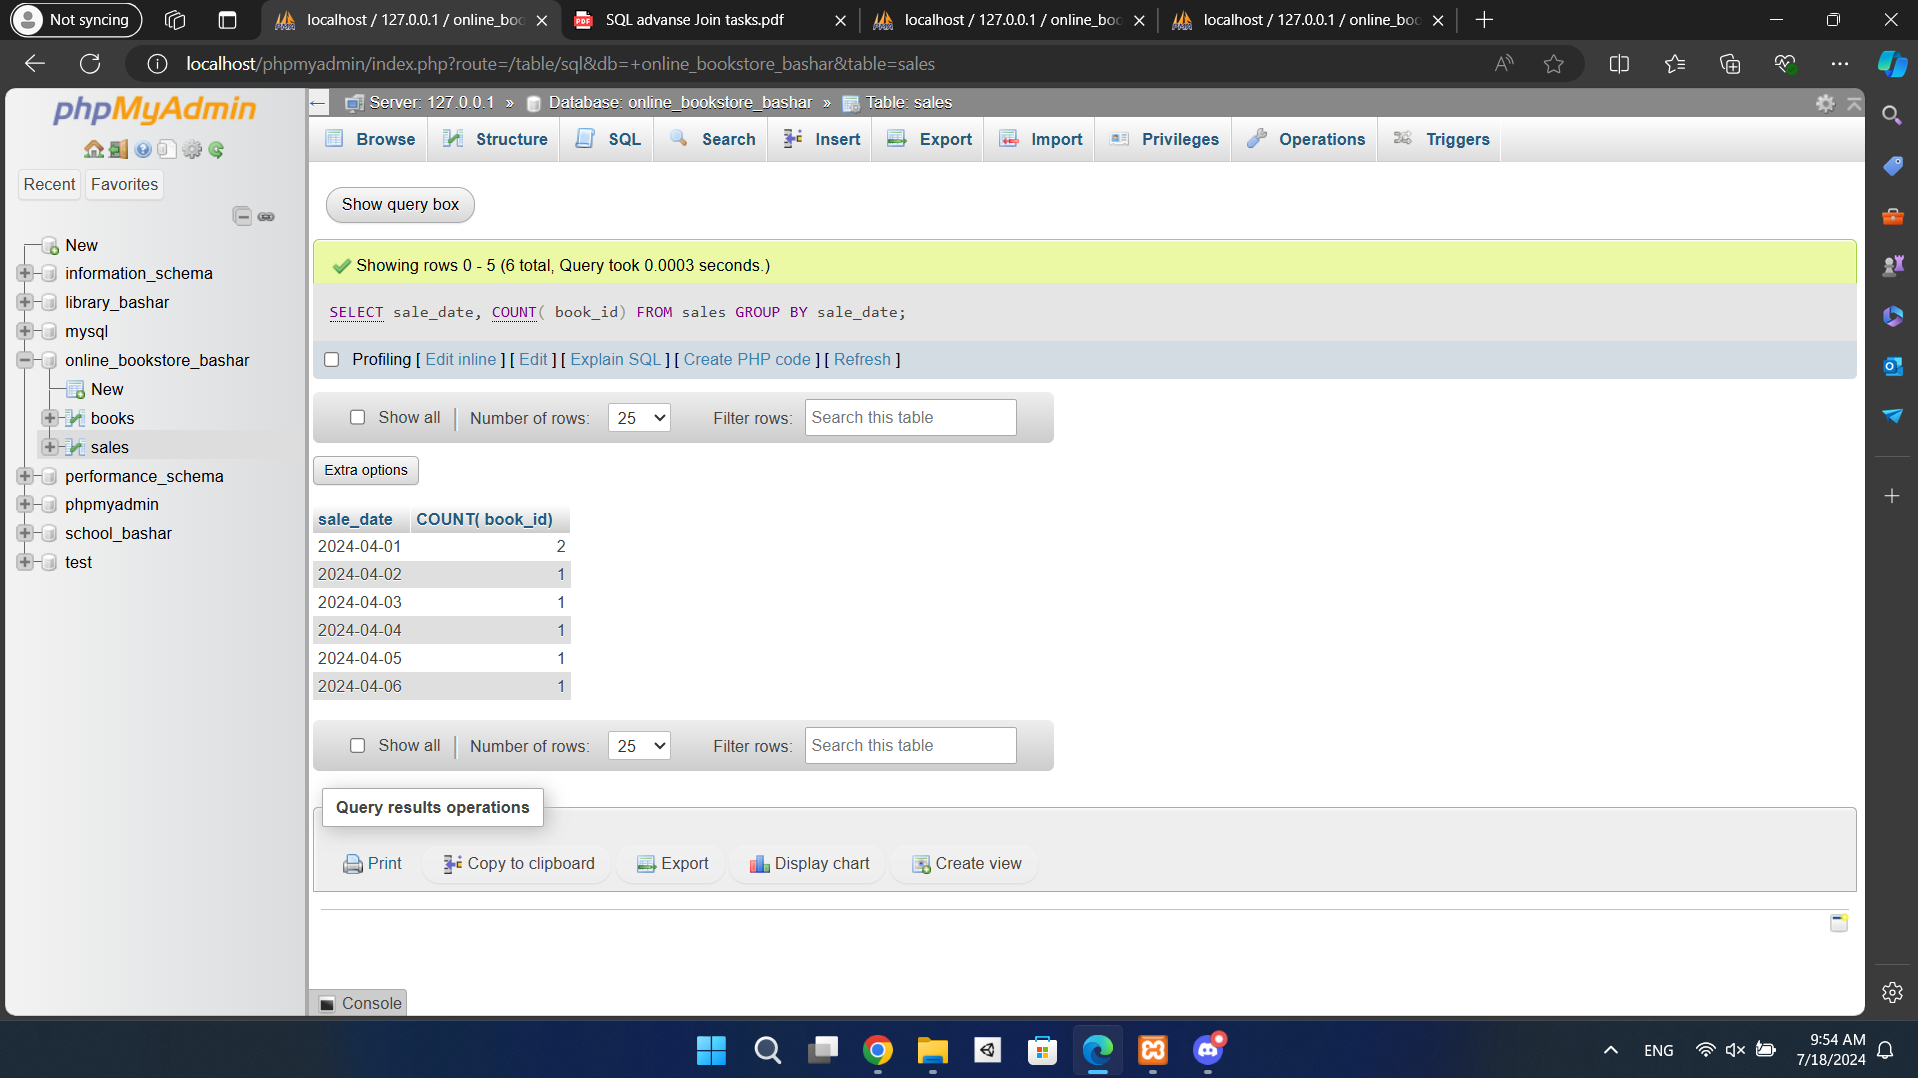 Not syncing
localhost / 127.0.0.1 / online_boo
SQL advanse Join tasks.pdf
localhost / 127.0.0.1 / online_boo
localhost / 127.0.0.1 / online_boo
localhost/phpmyadmin/index.php?route=/table/sql&db=+online_bookstore_bashar&table=sales
phpMyAdmin
Recent Favorites
New
information_schema
library_bashar
mysql
online_bookstore_bashar
New
books
sales
performance_schema
phpmyadmin
school_bashar
test
Server: 127.0.0.1 » Database: online_bookstore_bashar » Table: sales
Browse Structure SQL Search Insert Export Import Privileges Operations Triggers
Show query box
Showing rows 0 - 5 (6 total, Query took 0.0003 seconds.)
SELECT sale_date, COUNT( book_id) FROM sales GROUP BY sale_date;
Profiling [ Edit inline ] [ Edit ] [ Explain SQL ] [ Create PHP code ] [ Refresh ]
Show all Number of rows: 25 Filter rows: Search this table
Extra options
sale_date COUNT( book_id)
2024-04-01 2
2024-04-02 1
2024-04-03 1
2024-04-04 1
2024-04-05 1
2024-04-06 1
Show all Number of rows: 25 Filter rows: Search this table
Query results operations
Print Copy to clipboard Export Display chart Create view
Console
ENG
9:54 AM
7/18/2024